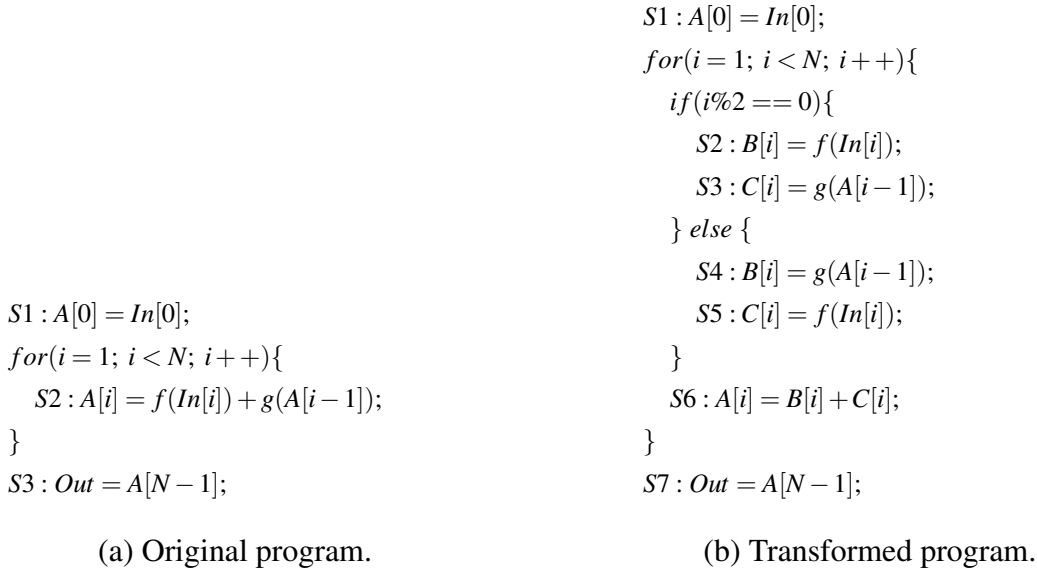 S1 : A[0] = In[0];
for(i = 1; i < N; i++){
S2 : A[i] = f(In[i]) + g(A[i−1]);
}
S3 : Out = A[N−1];
(a) Original program.
S1 : A[0] = In[0];
for(i = 1; i < N; i++){
if(i%2 == 0){
S2 : B[i] = f(In[i]);
S3 : C[i] = g(A[i−1]);
} else {
S4 : B[i] = g(A[i−1]);
S5 : C[i] = f(In[i]);
}
S6 : A[i] = B[i] + C[i];
}
S7 : Out = A[N−1];
(b) Transformed program.